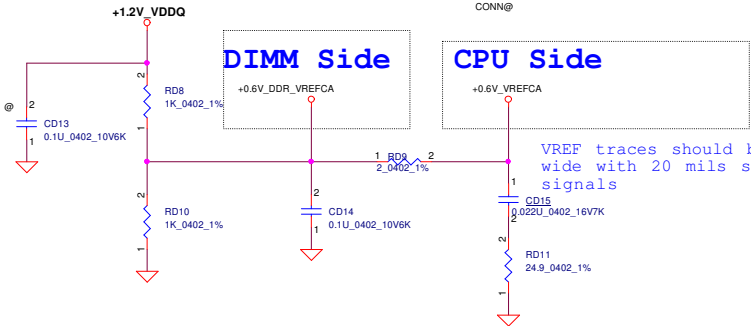 CONN@
+1.2V_VDDQ
DIMM Side
CPU Side
+0.6V_DDR_VREFCA
+0.6V_VREFCA
@
2
CD13
0.1U_0402_10V6K
1
2
RD8
1K_0402_1%
1
1
RD9
2
2_0402_1%
VREF traces should
wide with 20 mils
signals
2
RD10
1K_0402_1%
1
2
CD14
0.1U_0402_10V6K
1
1
CD15
0.022U_0402_16V7K
2
2
RD11
24.9_0402_1%
1